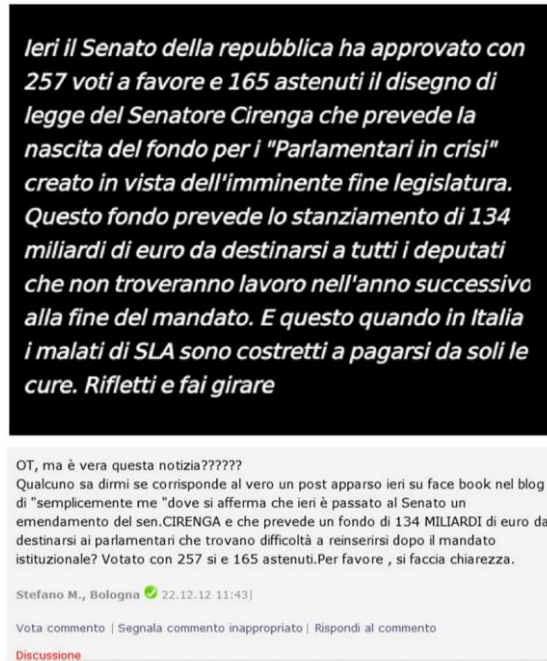 Ieri il Senato della repubblica ha approvato con
257 voti a favore e 165 astenuti il disegno di
legge del Senatore Cirenga che prevede la
nascita del fondo per i "Parlamentari in crisi"
creato in vista dell'imminente fine legislatura.
Questo fondo prevede lo stanziamento di 134
miliardi di euro da destinarsi a tutti i deputati
che non troveranno lavoro nell'anno successivo
alla fine del mandato. E questo quando in Italia
i malati di SLA sono costretti a pagarsi da soli le
cure. Rifletti e fai girare
OT, ma è vera questa notizia??????
Qualcuno sa dirmi se corrisponde al vero un post apparso ieri su face book nel blog
di "semplicemente me "dove si afferma che ieri è passato al Senato un
emendamento del sen.CIRENGA e che prevede un fondo di 134 MILIARDI di euro da
destinarsi ai parlamentari che trovano difficoltà a reinserirsi dopo il mandato
istituzionale? Votato con 257 si e 165 astenuti.Per favore , si faccia chiarezza.
Stefano M., Bologna 22.12.12 11:43|
Vota commento | Segnala commento inappropriato | Rispondi al commento
Discussione